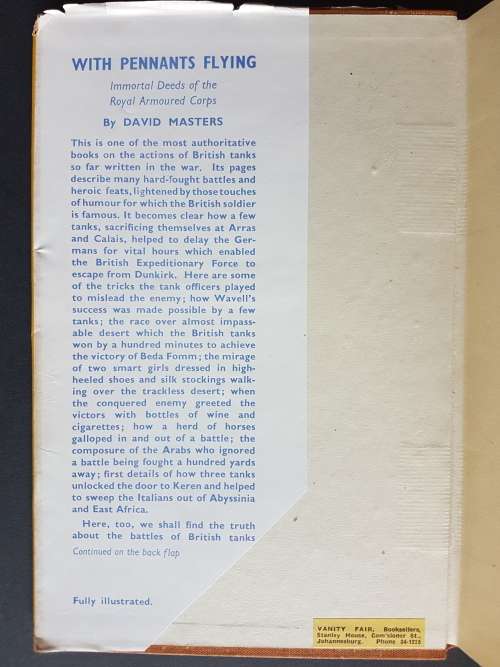 WITH PENNANTS FLYING
Immortal Deeds of the
Royal Armoured Corps
By DAVID MASTERS
This is one of the most authoritative
books on the actions of British tanks
so far written in the war. Its pages
describe many hard-fought battles and
heroic feats, lightened by those touches
of humour for which the British soldier
is famous. It becomes clear how a few
tanks, sacrificing themselves at Arras
and Calais, helped to delay the Ger-
mans for vital hours which enabled
the British Expeditionary Force to
escape from Dunkirk. Here are some
of the tricks the tank officers played
to mislead the enemy; how Wavell's
success was made possible by a few
tanks; the race over almost impass-
able desert which the British tanks
won by a hundred minutes to achieve
the victory of Beda Fomm; the mirage
of two smart girls dressed in high-
heeled shoes and silk stockings walk-
ing over the trackless desert; when
the conquered enemy greeted the
victors with bottles of wine and
cigarettes; how a herd of horses
galloped in and out of a battle; the
composure of the Arabs who ignored
a battle being fought a hundred yards
away; first details of how three tanks
unlocked the door to Keren and helped
to sweep the Italians out of Abyssinia
and East Africa.
Here, too, we shall find the truth
about the battles of British tanks
Continued on the back flap
Fully illustrated.
VANITY FAIR, Booksellers,
Stanley House, Com'sioner St.,
Johannesburg. Phone